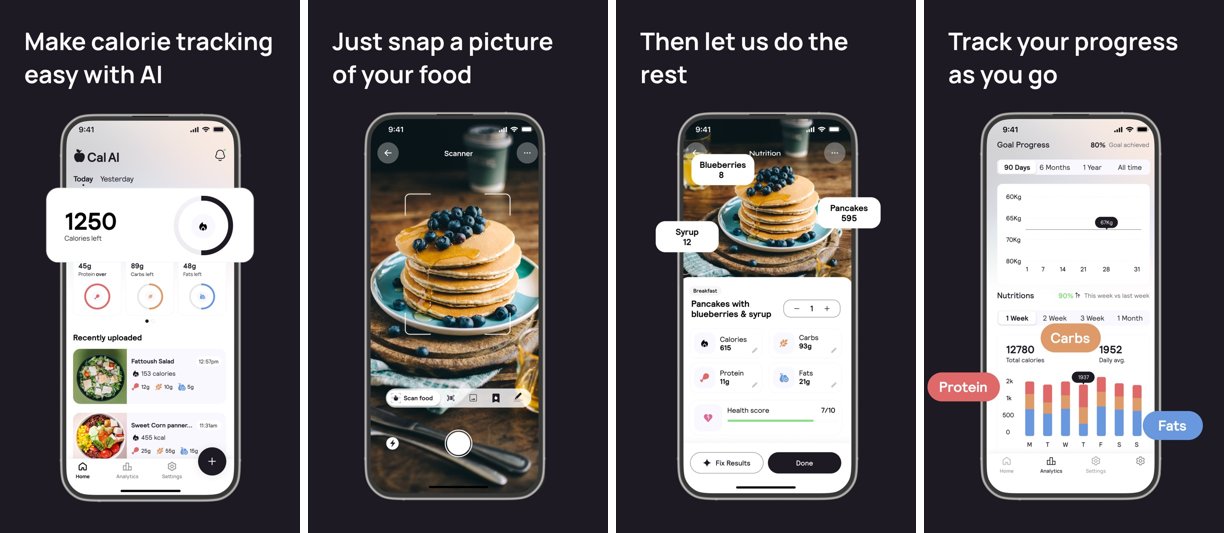 Make calorie tracking
easy with AI
9:41
Cal AI
Today Yesterday
1250
Calories left
45g
Protein over
89g
Carbs left
48g
Fats left
Recently uploaded
Fattoush Salad 12:57pm
153 calories
12g 10g 5g
Sweet Corn panner... 11:31am
455 kcal
25g 55g 15g
Home Analytics Settings
Just snap a picture
of your food
9:41
Scanner
Scan food
Then let us do the
rest
9:41
Nutrition
Blueberries
8
Pancakes
595
Syrup
12
Breakfast
Pancakes with
blueberries & syrup
− 1 +
Calories
615
Carbs
93g
Protein
11g
Fats
21g
Health score 7/10
Fix Results Done
Track your progress
as you go
9:41
Goal Progress 80% Goal achieved
90 Days 6 Months 1 Year All time
60Kg
65Kg
67Kg
70Kg
80Kg
1 7 14 21 28 31
Nutritions 90% This week vs last week
1 Week 2 Week 3 Week 1 Month
Carbs
12780
Total calories
1952
Daily avg.
Protein
1937
2k
1k
500
0
Fats
M T W T F S S
Home Analytics Settings